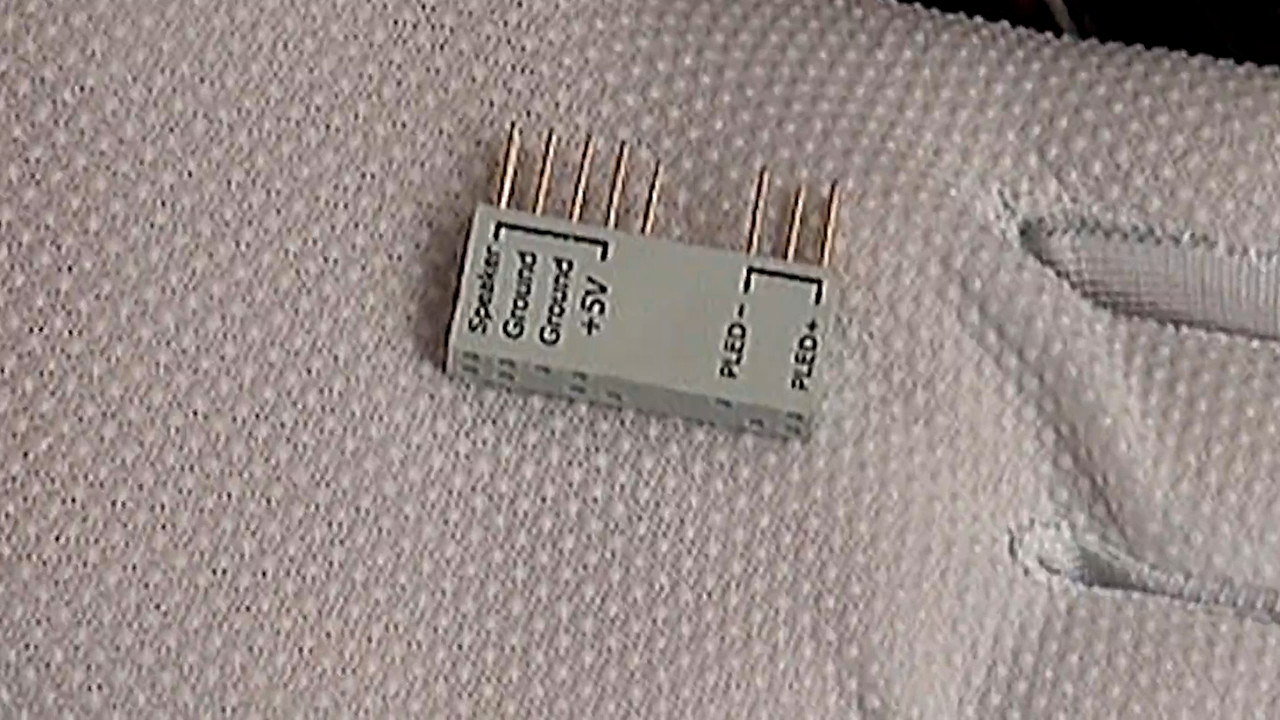 Speaker
Ground
Ground
+5V
PLED-
PLED+